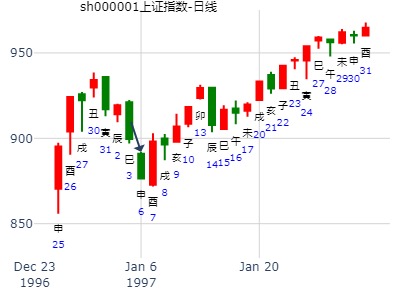 sh000001上证指数-日线
950
900
850
申
25
酉
26
戌
27
丑
30
寅
31
辰
2
巳
3
申
6
酉
7
戌
8
亥
9
子
10
卯
13
辰
14
巳
15
午
16
未
17
戌
20
亥
21
子
22
丑
23
寅
24
巳
27
午
28
未
29
申
30
酉
31
Dec 23
1996
Jan 6
1997
Jan 20